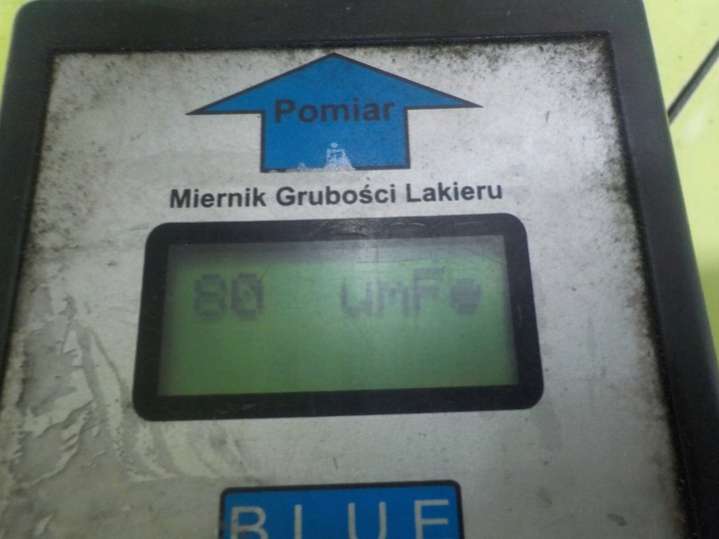 Pomiar
Miernik Grubości Lakieru
80 umFe
BLUE